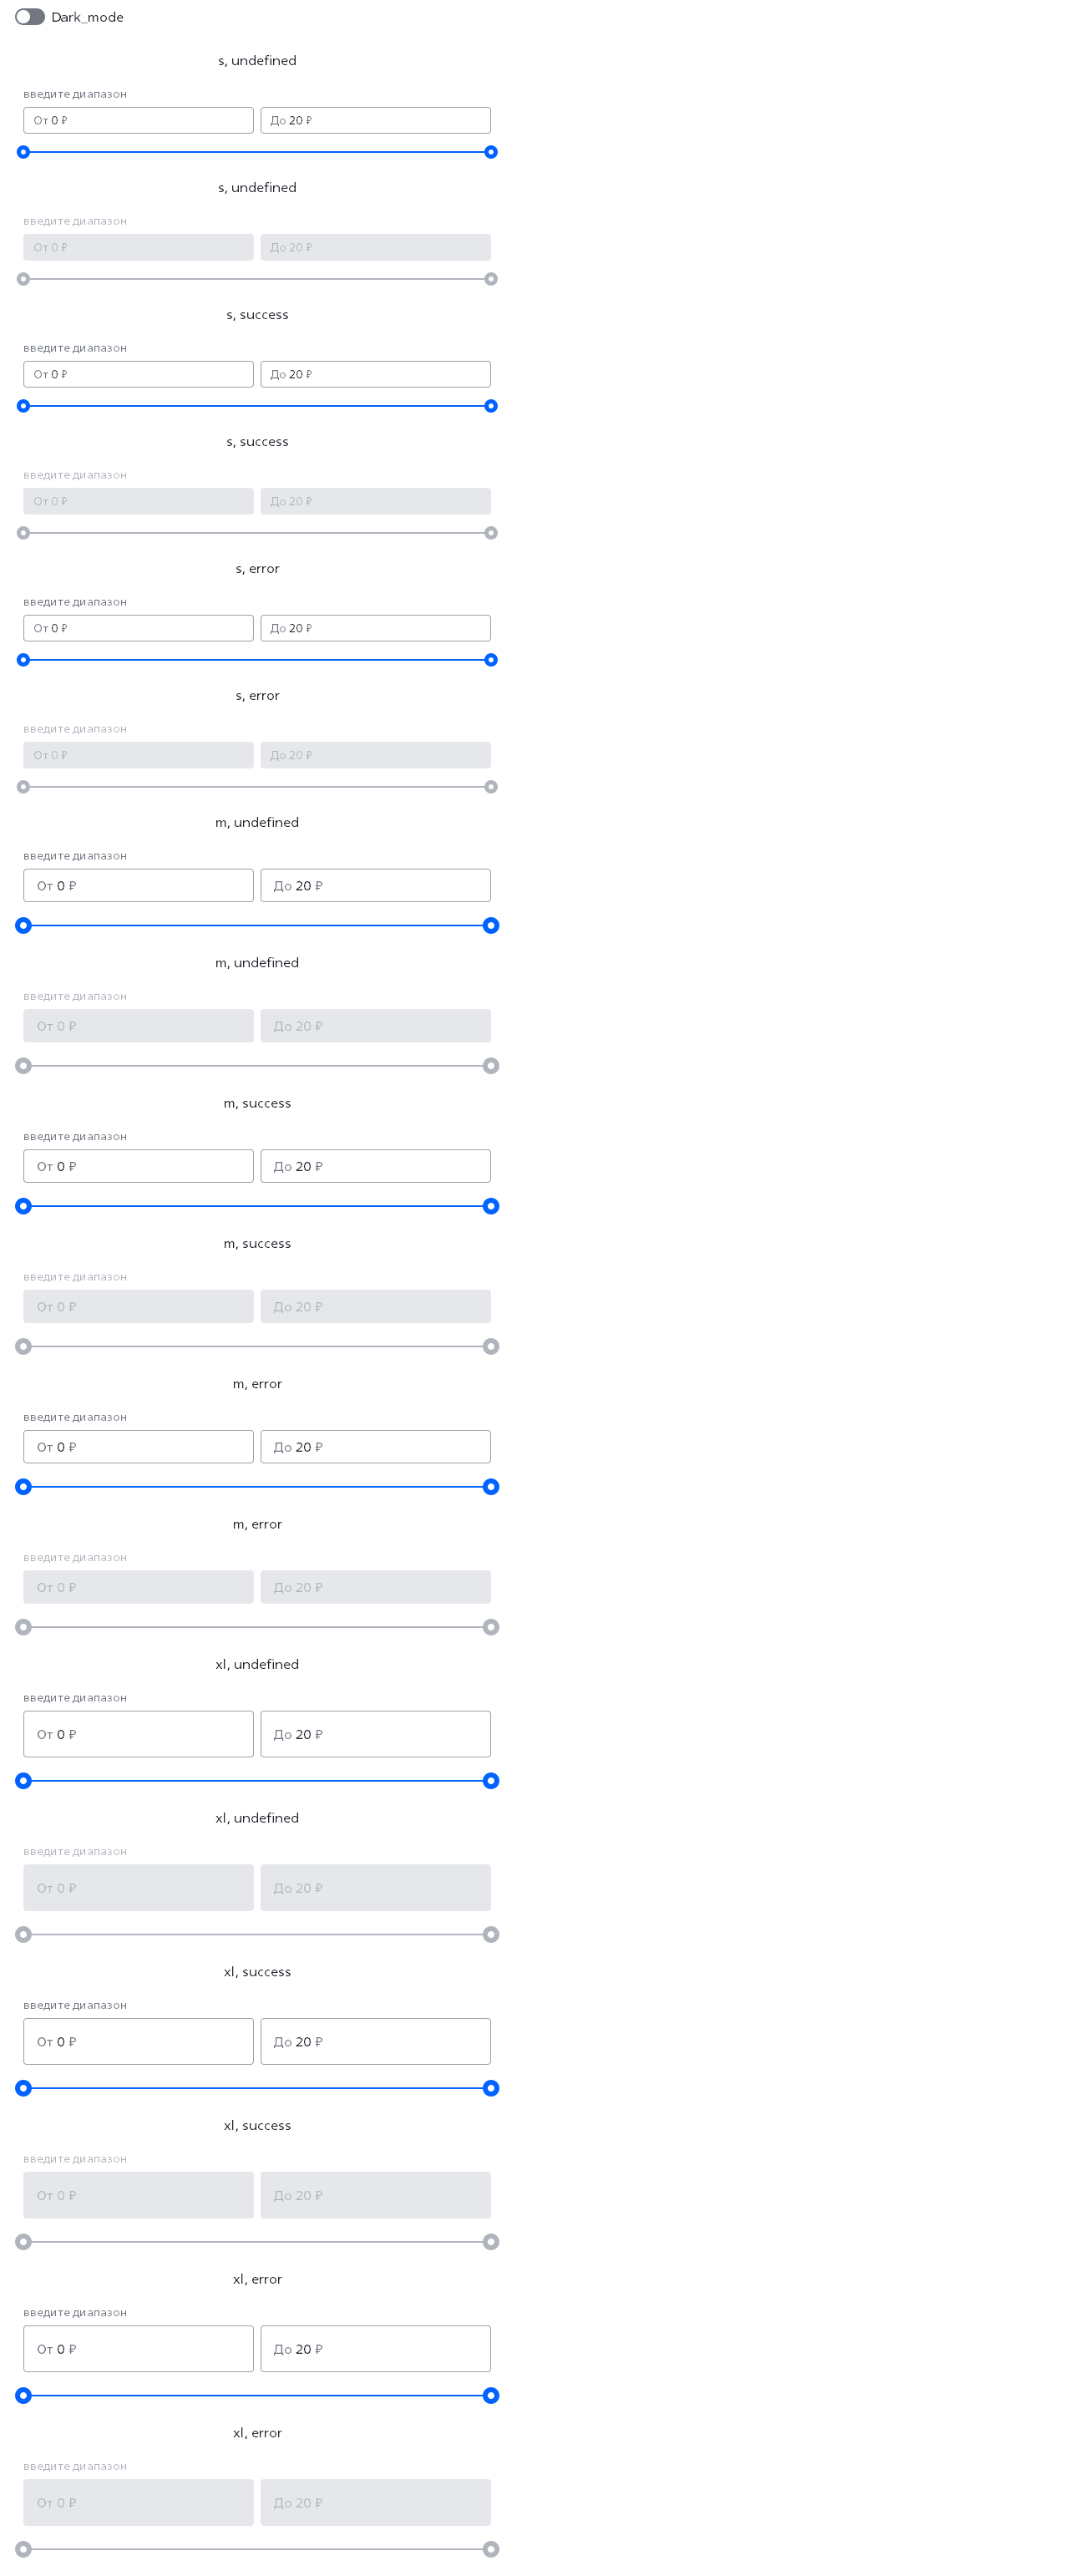 Dark_mode
s, undefined
введите диапазон
От 0 ₽ До 20 ₽
s, undefined
введите диапазон
От 0 ₽ До 20 ₽
s, success
введите диапазон
От 0 ₽ До 20 ₽
s, success
введите диапазон
От 0 ₽ До 20 ₽
s, error
введите диапазон
От 0 ₽ До 20 ₽
s, error
введите диапазон
От 0 ₽ До 20 ₽
m, undefined
введите диапазон
От 0 ₽ До 20 ₽
m, undefined
введите диапазон
От 0 ₽ До 20 ₽
m, success
введите диапазон
От 0 ₽ До 20 ₽
m, success
введите диапазон
От 0 ₽ До 20 ₽
m, error
введите диапазон
От 0 ₽ До 20 ₽
m, error
введите диапазон
От 0 ₽ До 20 ₽
xl, undefined
введите диапазон
От 0 ₽ До 20 ₽
xl, undefined
введите диапазон
От 0 ₽ До 20 ₽
xl, success
введите диапазон
От 0 ₽ До 20 ₽
xl, success
введите диапазон
От 0 ₽ До 20 ₽
xl, error
введите диапазон
От 0 ₽ До 20 ₽
xl, error
введите диапазон
От 0 ₽ До 20 ₽